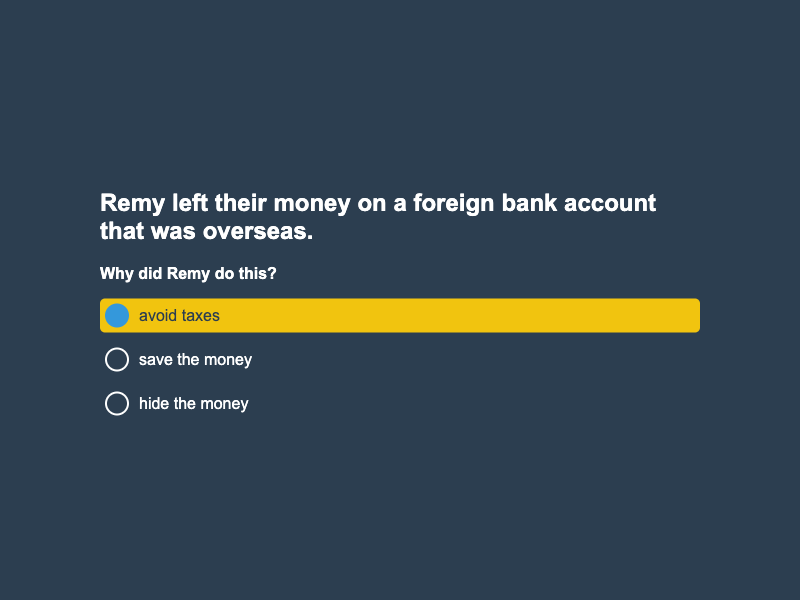 Remy left their money on a foreign bank account
that was overseas.
Why did Remy do this?
avoid taxes
save the money
hide the money